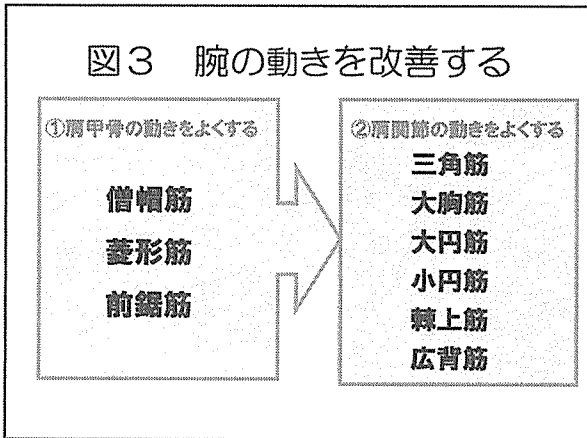 図3　腕の動きを改善する
①肩甲骨の動きをよくする
僧帽筋
菱形筋
前鋸筋
②肩関節の動きをよくする
三角筋
大胸筋
大円筋
小円筋
棘上筋
広背筋